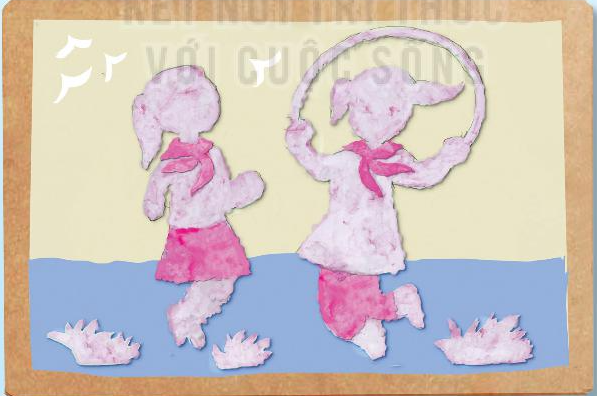 KẾT NỐI TRI THỨC
VỚI CUỘC SỐNG